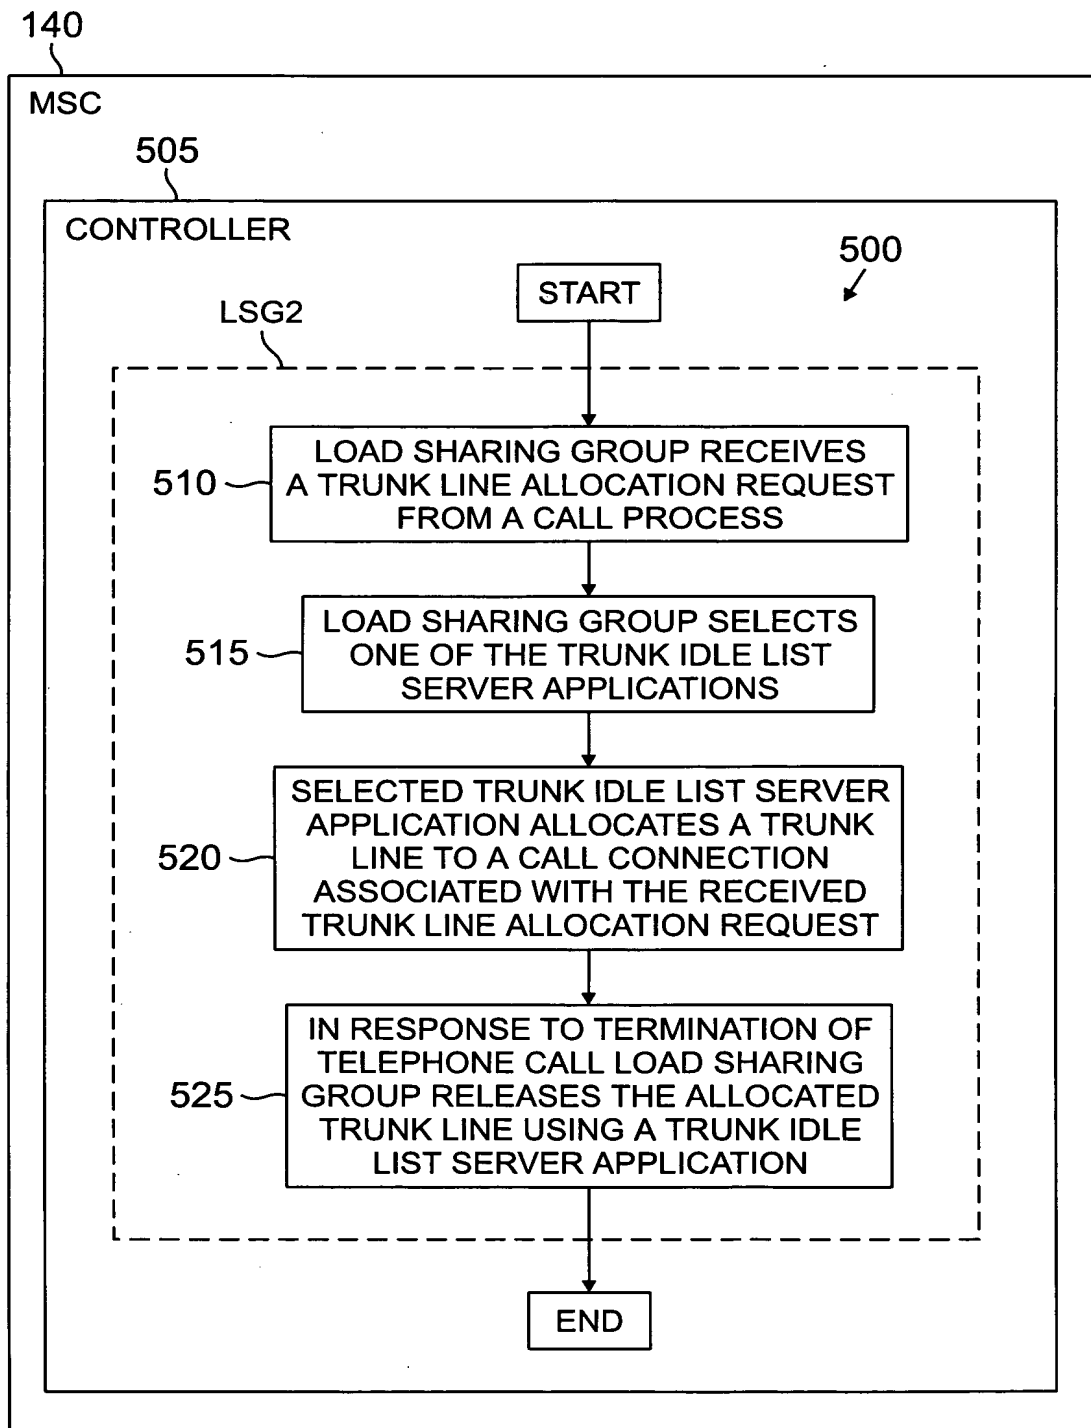 140
MSC
505
CONTROLLER
500
START
LSG2
510
LOAD SHARING GROUP RECEIVES
A TRUNK LINE ALLOCATION REQUEST
FROM A CALL PROCESS
515
LOAD SHARING GROUP SELECTS
ONE OF THE TRUNK IDLE LIST
SERVER APPLICATIONS
520
SELECTED TRUNK IDLE LIST SERVER
APPLICATION ALLOCATES A TRUNK
LINE TO A CALL CONNECTION
ASSOCIATED WITH THE RECEIVED
TRUNK LINE ALLOCATION REQUEST
525
IN RESPONSE TO TERMINATION OF
TELEPHONE CALL LOAD SHARING
GROUP RELEASES THE ALLOCATED
TRUNK LINE USING A TRUNK IDLE
LIST SERVER APPLICATION
END